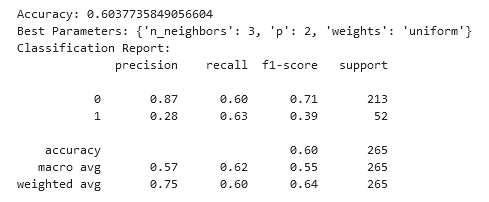 Accuracy: 0.6037735849056604
Best Parameters: {'n_neighbors': 3, 'p': 2, 'weights': 'uniform'}
Classification Report:
precision recall f1-score support
0 0.87 0.60 0.71 213
1 0.28 0.63 0.39 52
accuracy 0.60 265
macro avg 0.57 0.62 0.55 265
weighted avg 0.75 0.60 0.64 265